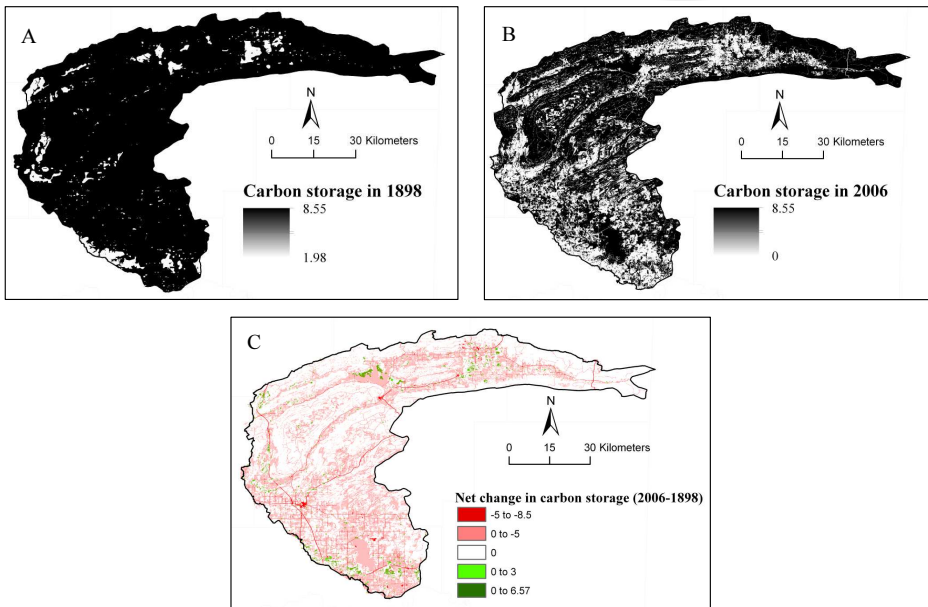 A
N
0 15 30 Kilometers
Carbon storage in 1898
8.55
1.98
B
N
0 15 30 Kilometers
Carbon storage in 2006
8.55
0
C
N
0 15 30 Kilometers
Net change in carbon storage (2006-1898)
-5 to -8.5
0 to -5
0
0 to 3
0 to 6.57